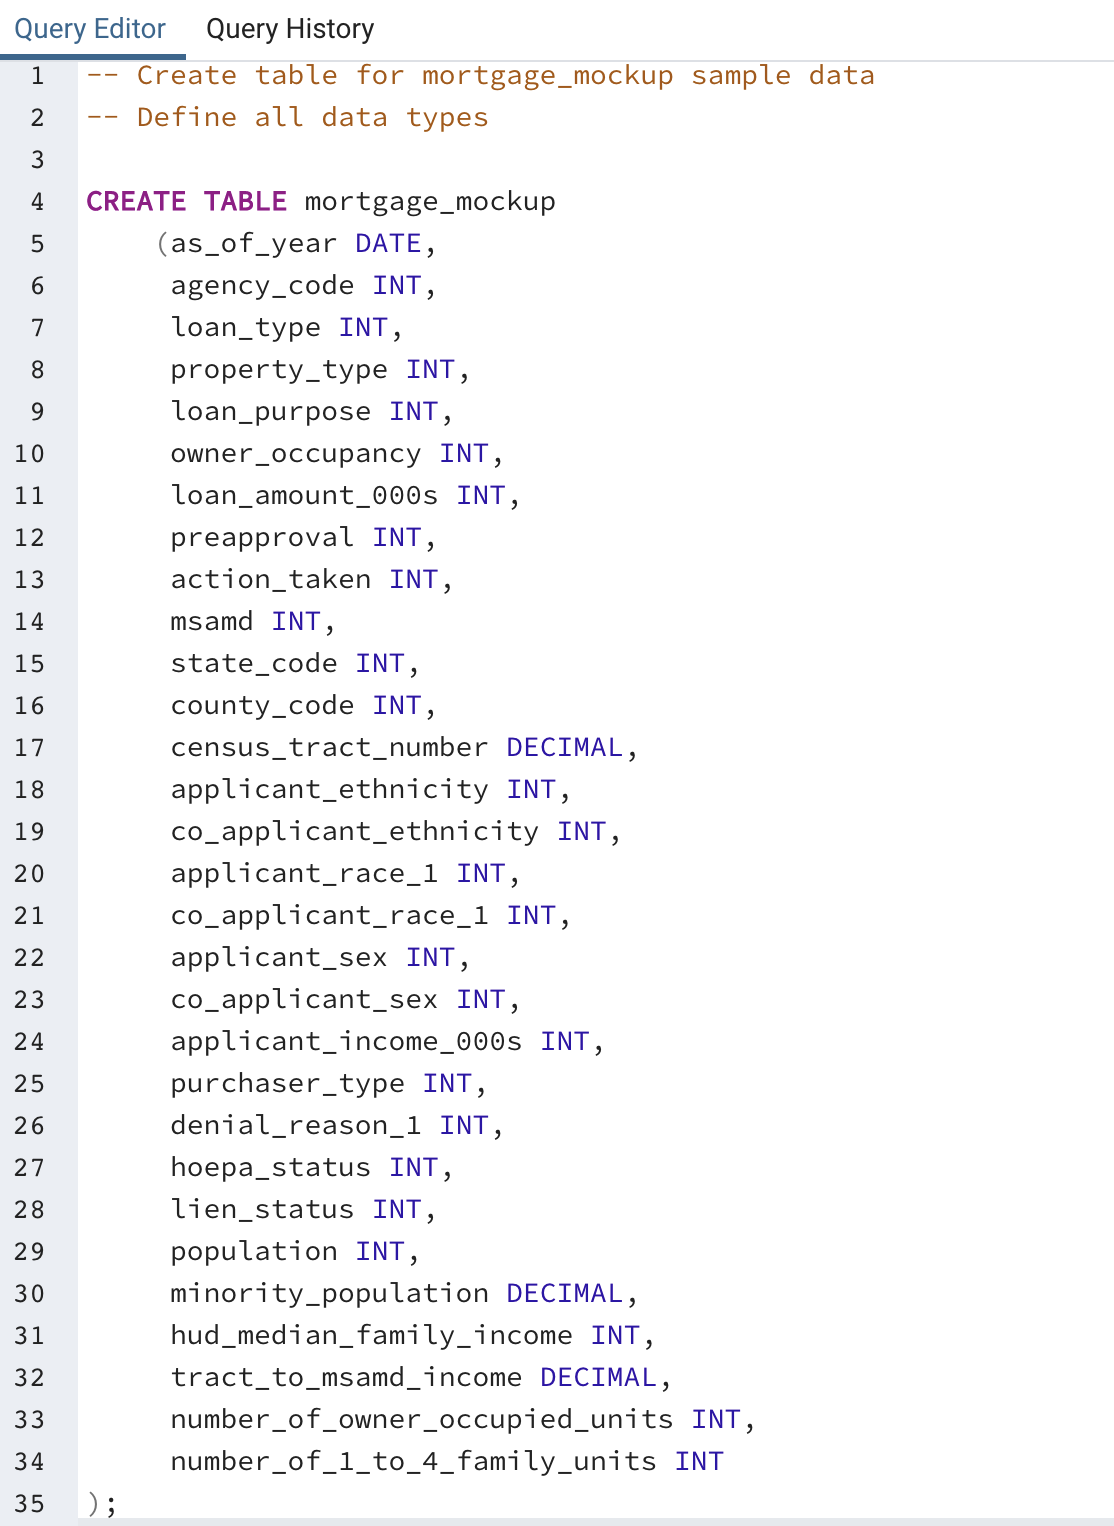 Query Editor Query History
1 -- Create table for mortgage_mockup sample data
2 -- Define all data types
3
4 CREATE TABLE mortgage_mockup
5 (as_of_year DATE,
6 agency_code INT,
7 loan_type INT,
8 property_type INT,
9 loan_purpose INT,
10 owner_occupancy INT,
11 loan_amount_000s INT,
12 preapproval INT,
13 action_taken INT,
14 msamd INT,
15 state_code INT,
16 county_code INT,
17 census_tract_number DECIMAL,
18 applicant_ethnicity INT,
19 co_applicant_ethnicity INT,
20 applicant_race_1 INT,
21 co_applicant_race_1 INT,
22 applicant_sex INT,
23 co_applicant_sex INT,
24 applicant_income_000s INT,
25 purchaser_type INT,
26 denial_reason_1 INT,
27 hoepa_status INT,
28 lien_status INT,
29 population INT,
30 minority_population DECIMAL,
31 hud_median_family_income INT,
32 tract_to_msamd_income DECIMAL,
33 number_of_owner_occupied_units INT,
34 number_of_1_to_4_family_units INT
35 );